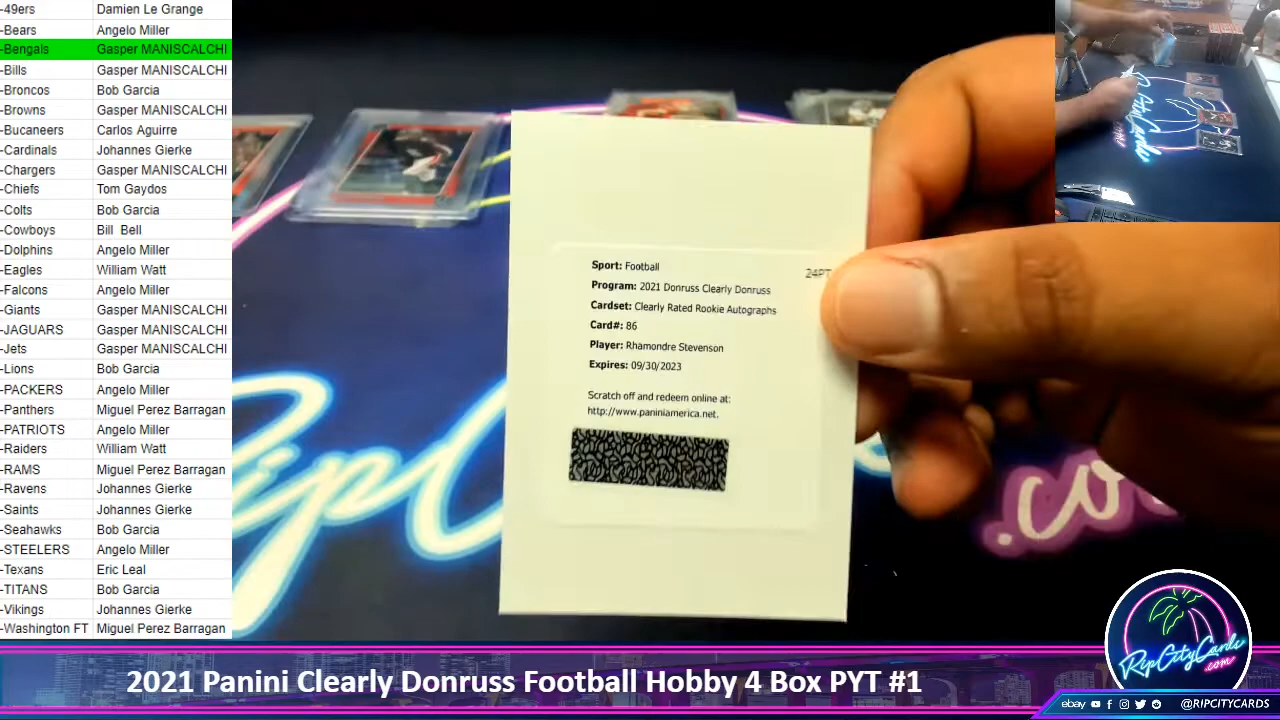 -49ers Damien Le Grange
-Bears Angelo Miller
-Bengals Gasper MANISCALCHI
-Bills Gasper MANISCALCHI
-Broncos Bob Garcia
-Browns Gasper MANISCALCHI
-Bucaneers Carlos Aguirre
-Cardinals Johannes Gierke
-Chargers Gasper MANISCALCHI
-Chiefs Tom Gaydos
-Colts Bob Garcia
-Cowboys Bill Bell
-Dolphins Angelo Miller
-Eagles William Watt
-Falcons Angelo Miller
-Giants Gasper MANISCALCHI
-JAGUARS Gasper MANISCALCHI
-Jets Gasper MANISCALCHI
-Lions Bob Garcia
-PACKERS Angelo Miller
-Panthers Miguel Perez Barragan
-PATRIOTS Angelo Miller
-Raiders William Watt
-RAMS Miguel Perez Barragan
-Ravens Johannes Gierke
-Saints Johannes Gierke
-Seahawks Bob Garcia
-STEELERS Angelo Miller
-Texans Eric Leal
-TITANS Bob Garcia
-Vikings Johannes Gierke
-Washington FT Miguel Perez Barragan
Sport: Football
24PT
Program: 2021 Donruss Clearly Donruss
Cardset: Clearly Rated Rookie Autographs
Card#: 86
Player: Rhamondre Stevenson
Expires: 09/30/2023
Scratch off and redeem online at:
http://www.paniniamerica.net.
RipC
.co
RipCityCards
.com
2021 Panini Clearly Donruss Football Hobby 4 Box PYT #1
ebay @RIPCITYCARDS